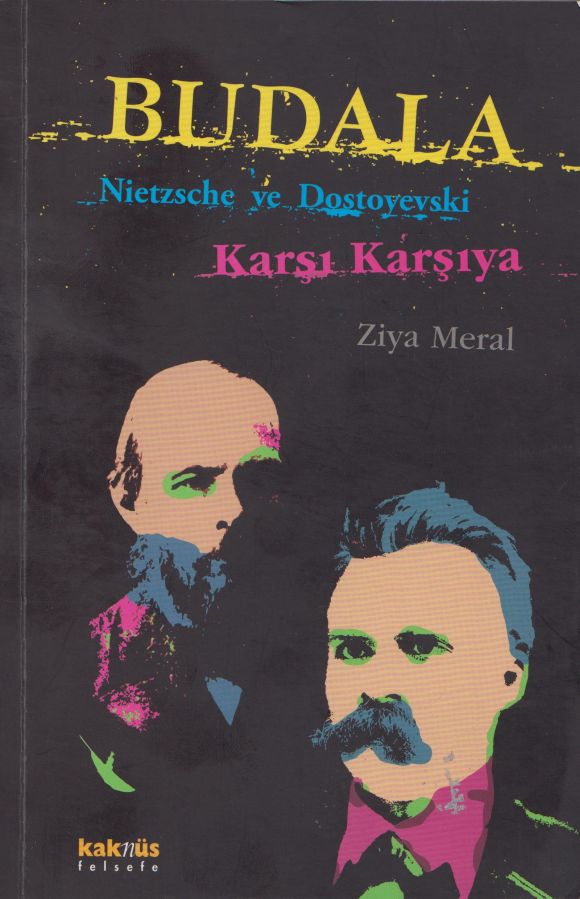 BUDALA
Nietzsche ve Dostoyevski
Karşı Karşıya
Ziya Meral
kaknüs
felsefe